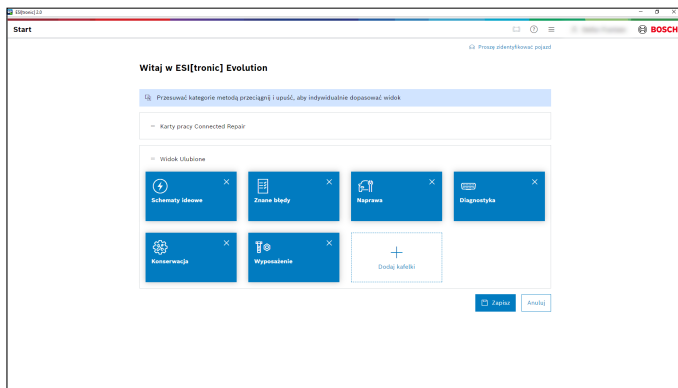 ESI[tronic] 2.0
Start
BOSCH
Proszę zidentyfikować pojazd
Witaj w ESI[tronic] Evolution
Przesuwać kategorie metodą przeciągnij i upuść, aby indywidualnie dopasować widok
Karty pracy Connected Repair
Widok Ulubione
Schematy ideowe
Znane błędy
Naprawa
Diagnostyka
Konserwacja
Wyposażenie
Dodaj kafelki
Zapisz
Anuluj